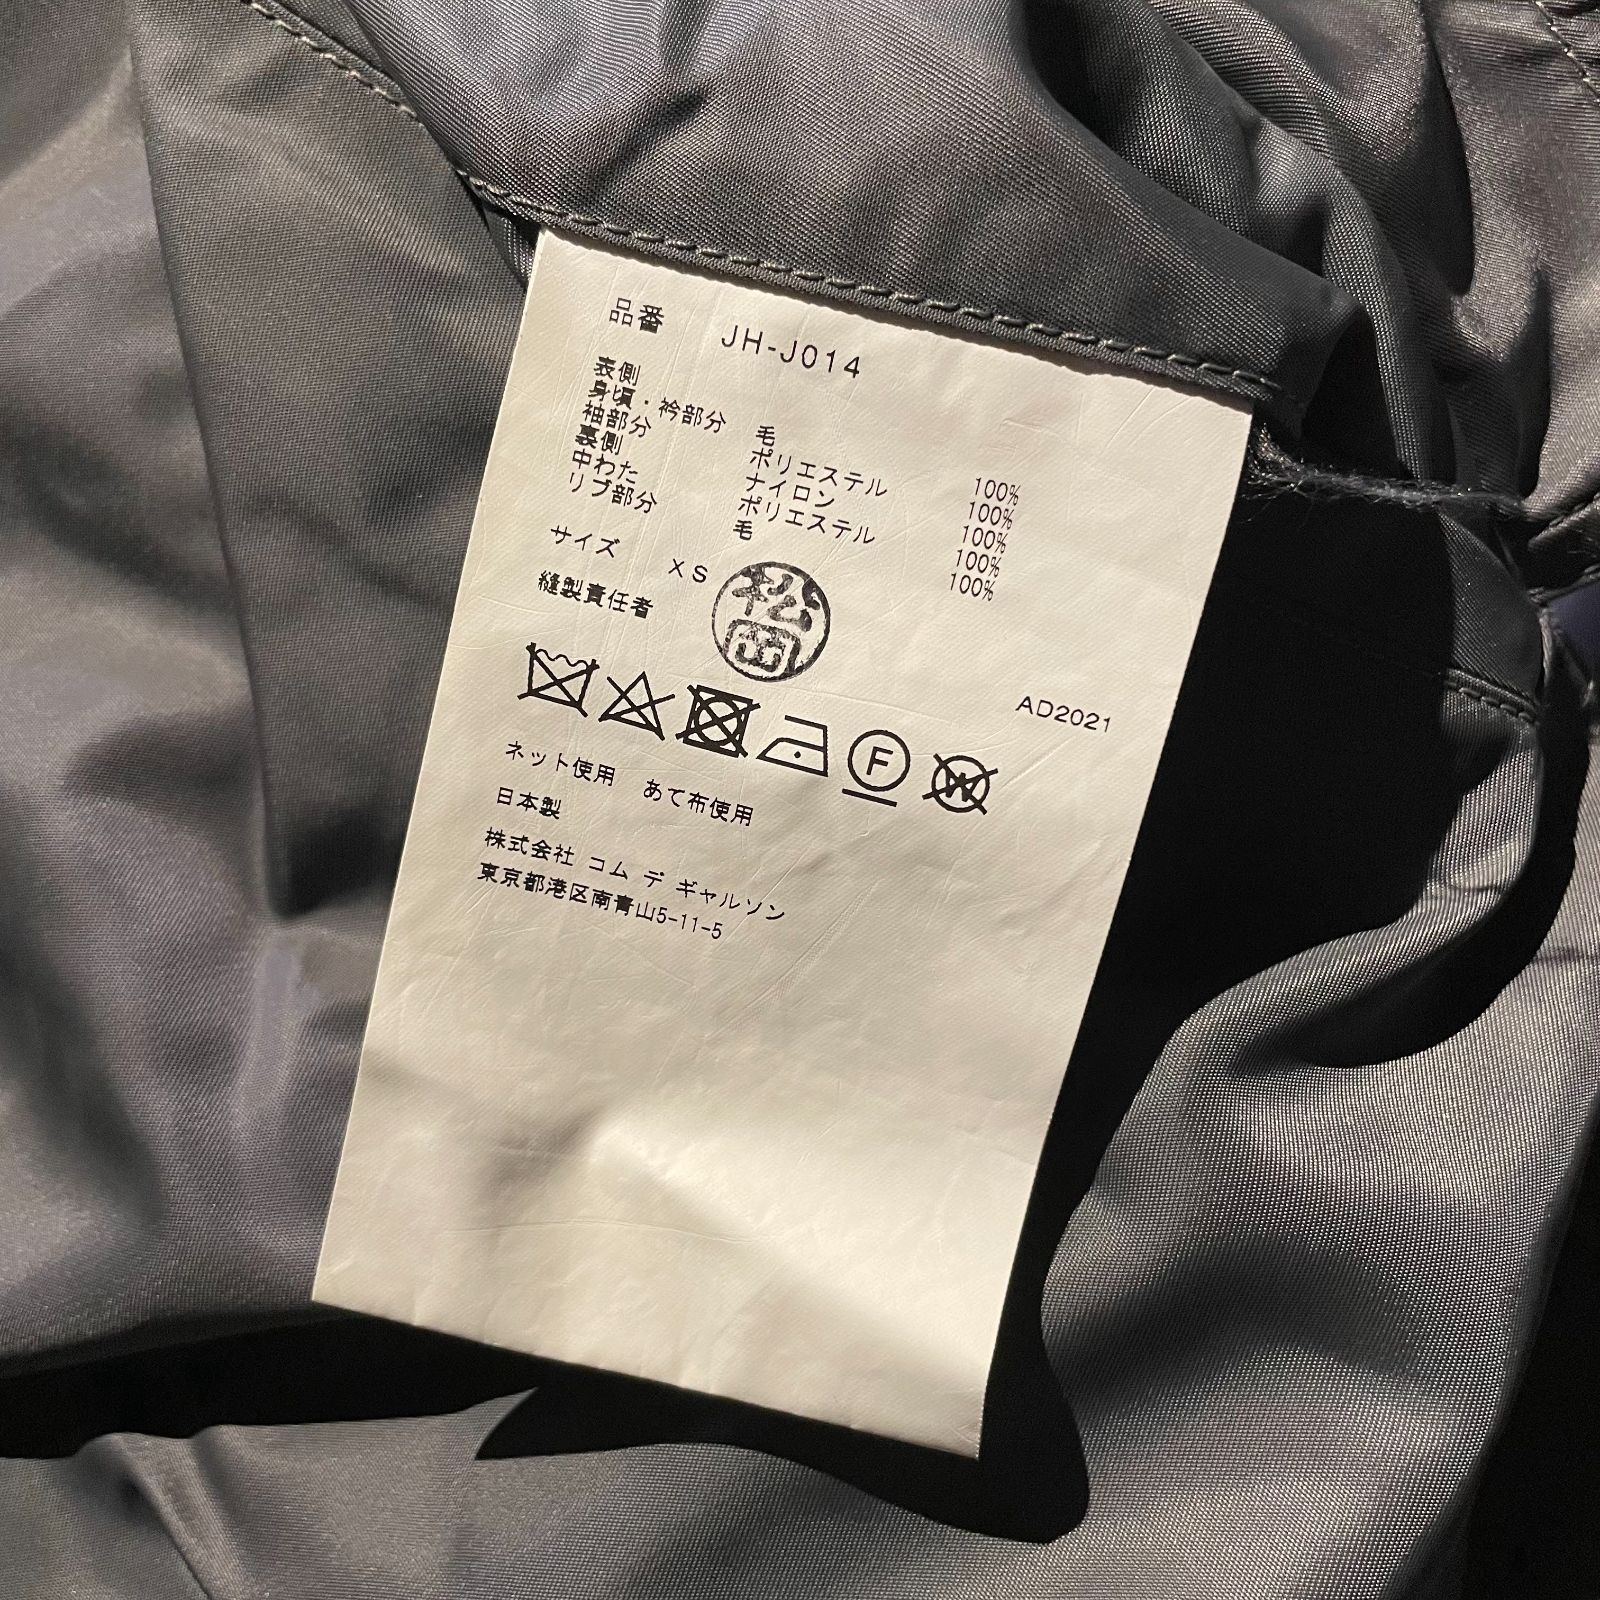 品番 JH-J014
表側
身頃・衿部分 毛 100%
袖部分 ポリエステル 100%
裏側 ナイロン 100%
中わた ポリエステル 100%
リブ部分 毛 100%
サイズ XS
縫製責任者 松田
AD2021
F W
ネット使用 あて布使用
日本製
株式会社 コム デ ギャルソン
東京都港区南青山5-11-5